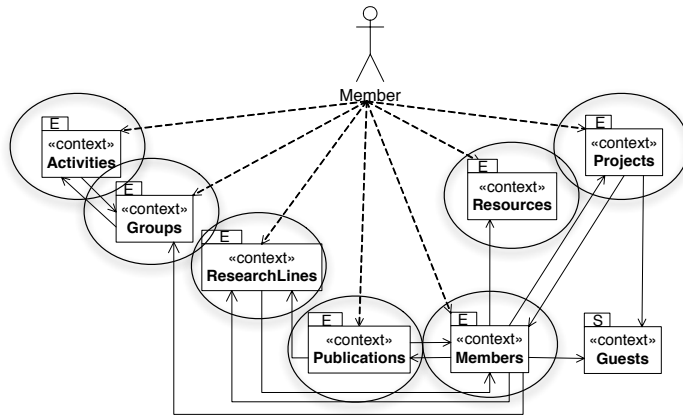 Member
E
«context»
Activities
E
«context»
Groups
E
«context»
ResearchLines
E
«context»
Resources
E
«context»
Projects
E
«context»
Publications
E
«context»
Members
S
«context»
Guests